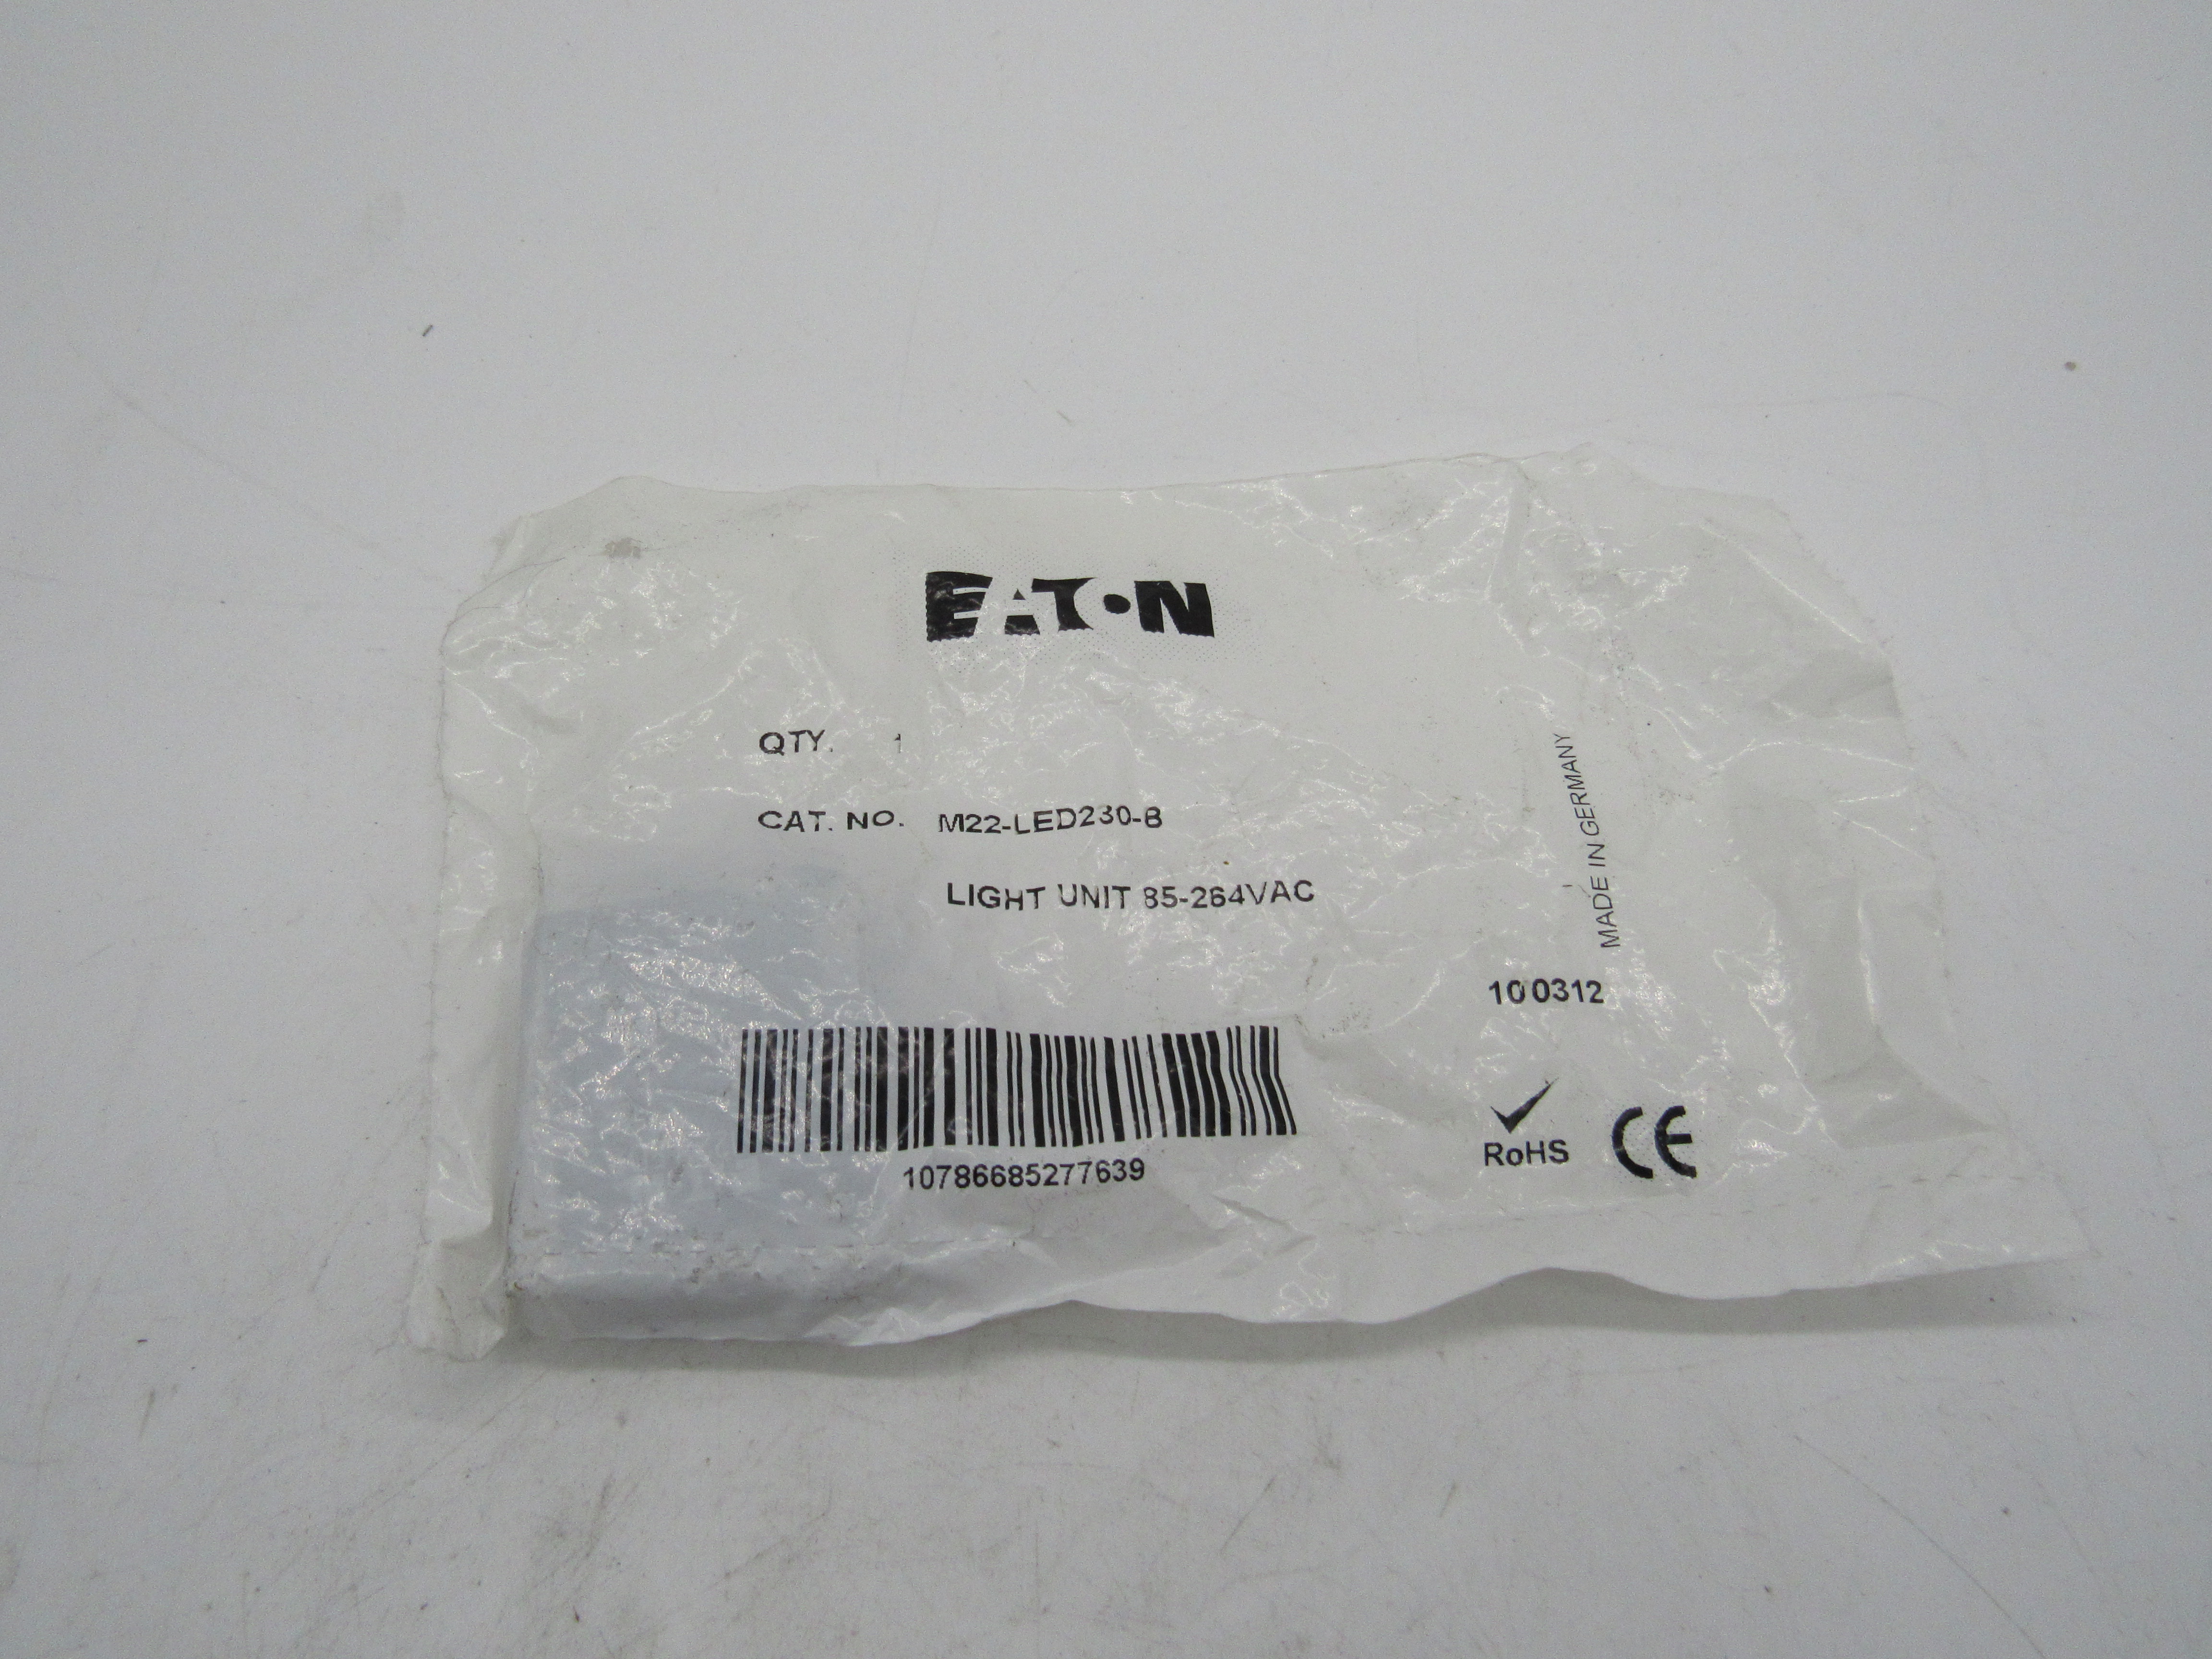 EATON
QTY. 1
CAT. NO. M22-LED230-B
LIGHT UNIT 85-264VAC
MADE IN GERMANY
100312
10786685277639
RoHS CE